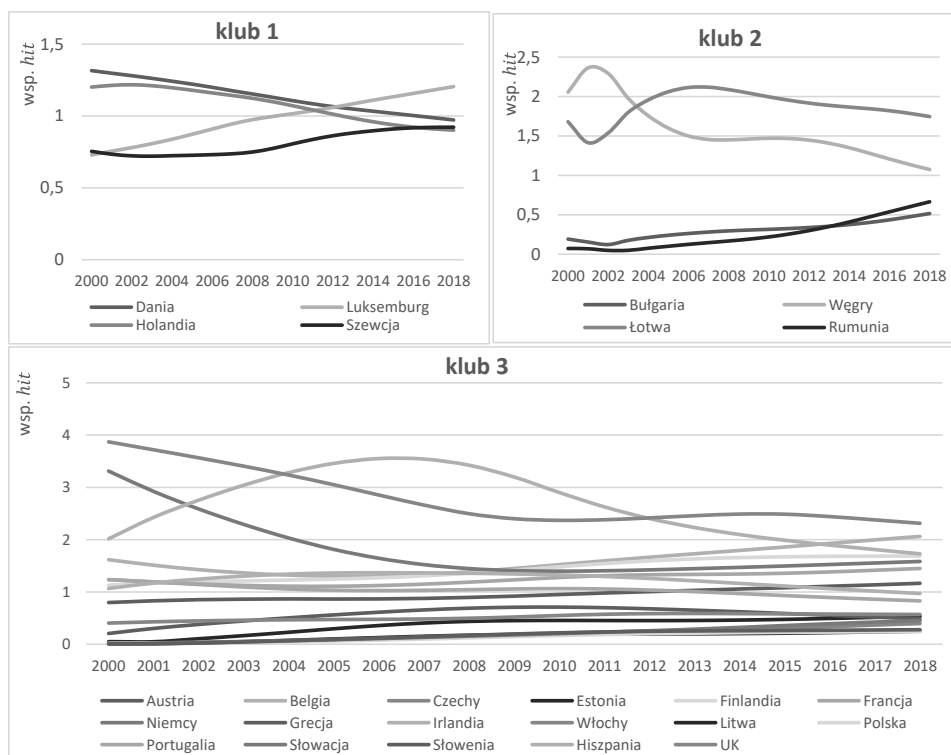 klub 1
wsp. hit
1,5
1
0,5
0
2000 2002 2004 2006 2008 2010 2012 2014 2016 2018
Dania Luksemburg
Holandia Szewcja
klub 2
wsp. hit
2,5
2
1,5
1
0,5
0
2000 2002 2004 2006 2008 2010 2012 2014 2016 2018
Bułgaria Węgry
Łotwa Rumunia
klub 3
wsp. hit
5
4
3
2
1
0
2000 2001 2002 2003 2004 2005 2006 2007 2008 2009 2010 2011 2012 2013 2014 2015 2016 2017 2018
Austria Belgia Czechy Estonia Finlandia Francja
Niemcy Grecja Irlandia Włochy Litwa Polska
Portugalia Słowacja Słowenia Hiszpania UK